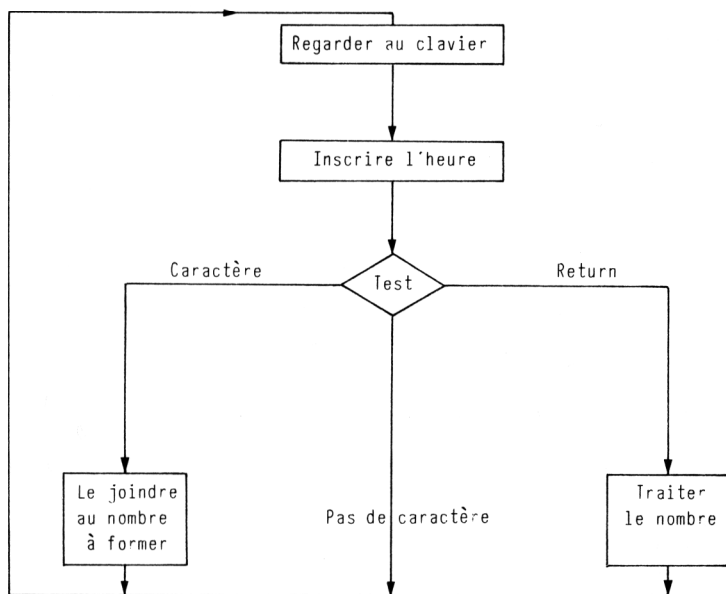 Regarder au clavier
Inscrire l'heure
Caractère
Test
Return
Le joindre
au nombre
à former
Pas de caractère
Traiter
le nombre